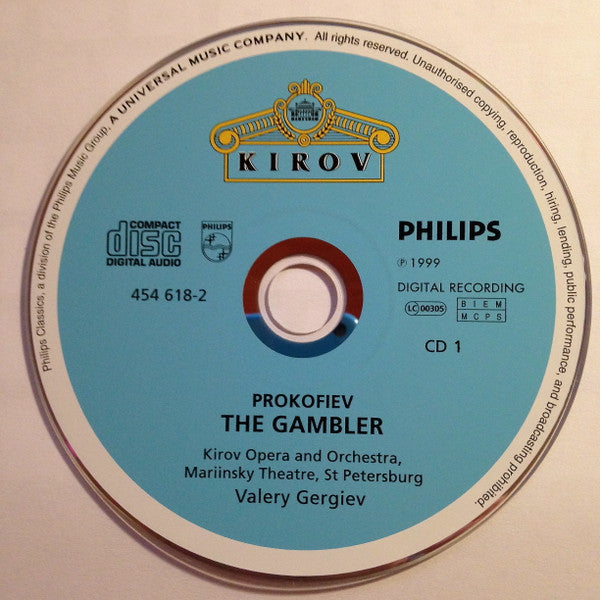 Philips Classics, a division of the Philips Music Group, A UNIVERSAL MUSIC COMPANY. All rights reserved. Unauthorised copying, reproduction, hiring, lending, public performance, and broadcasting prohibited.
KIROV
COMPACT
disc
DIGITAL AUDIO
PHILIPS
454 618-2
PHILIPS
℗ 1999
DIGITAL RECORDING
LC 00305
BIEM
MCPS
CD 1
PROKOFIEV
THE GAMBLER
Kirov Opera and Orchestra,
Mariinsky Theatre, St Petersburg
Valery Gergiev